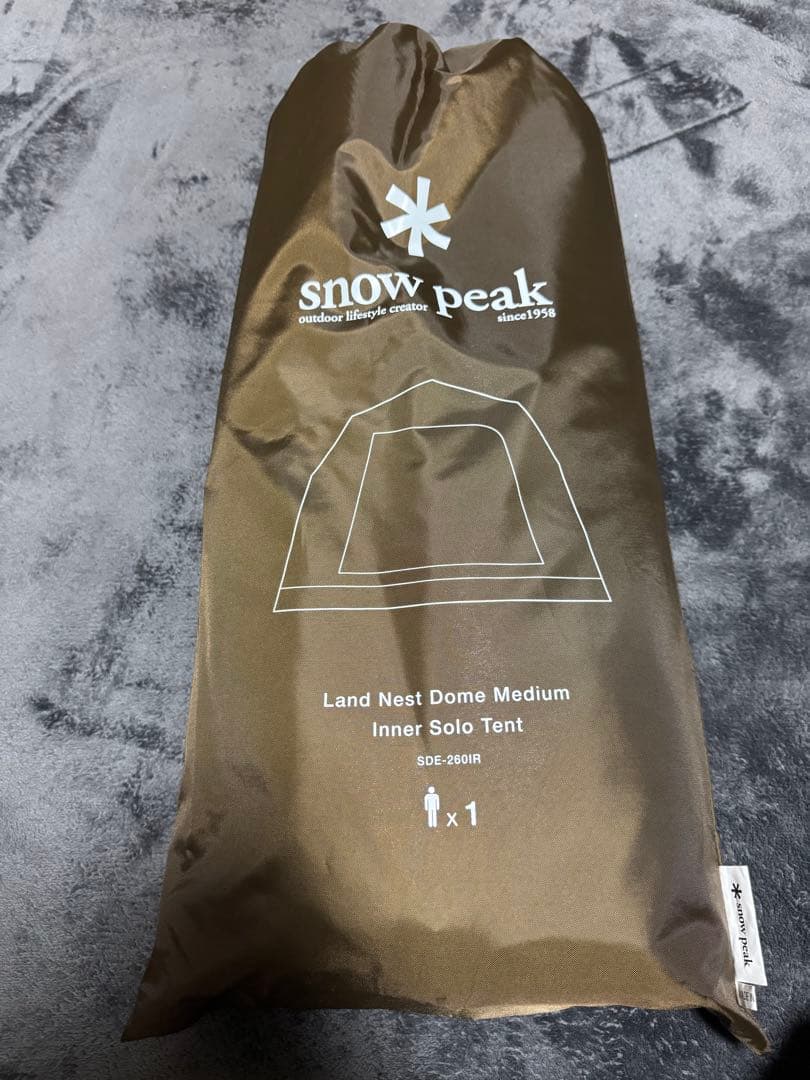 snow peak
outdoor lifestyle creator since1958
Land Nest Dome Medium
Inner Solo Tent
SDE-260IR
x 1
snow peak